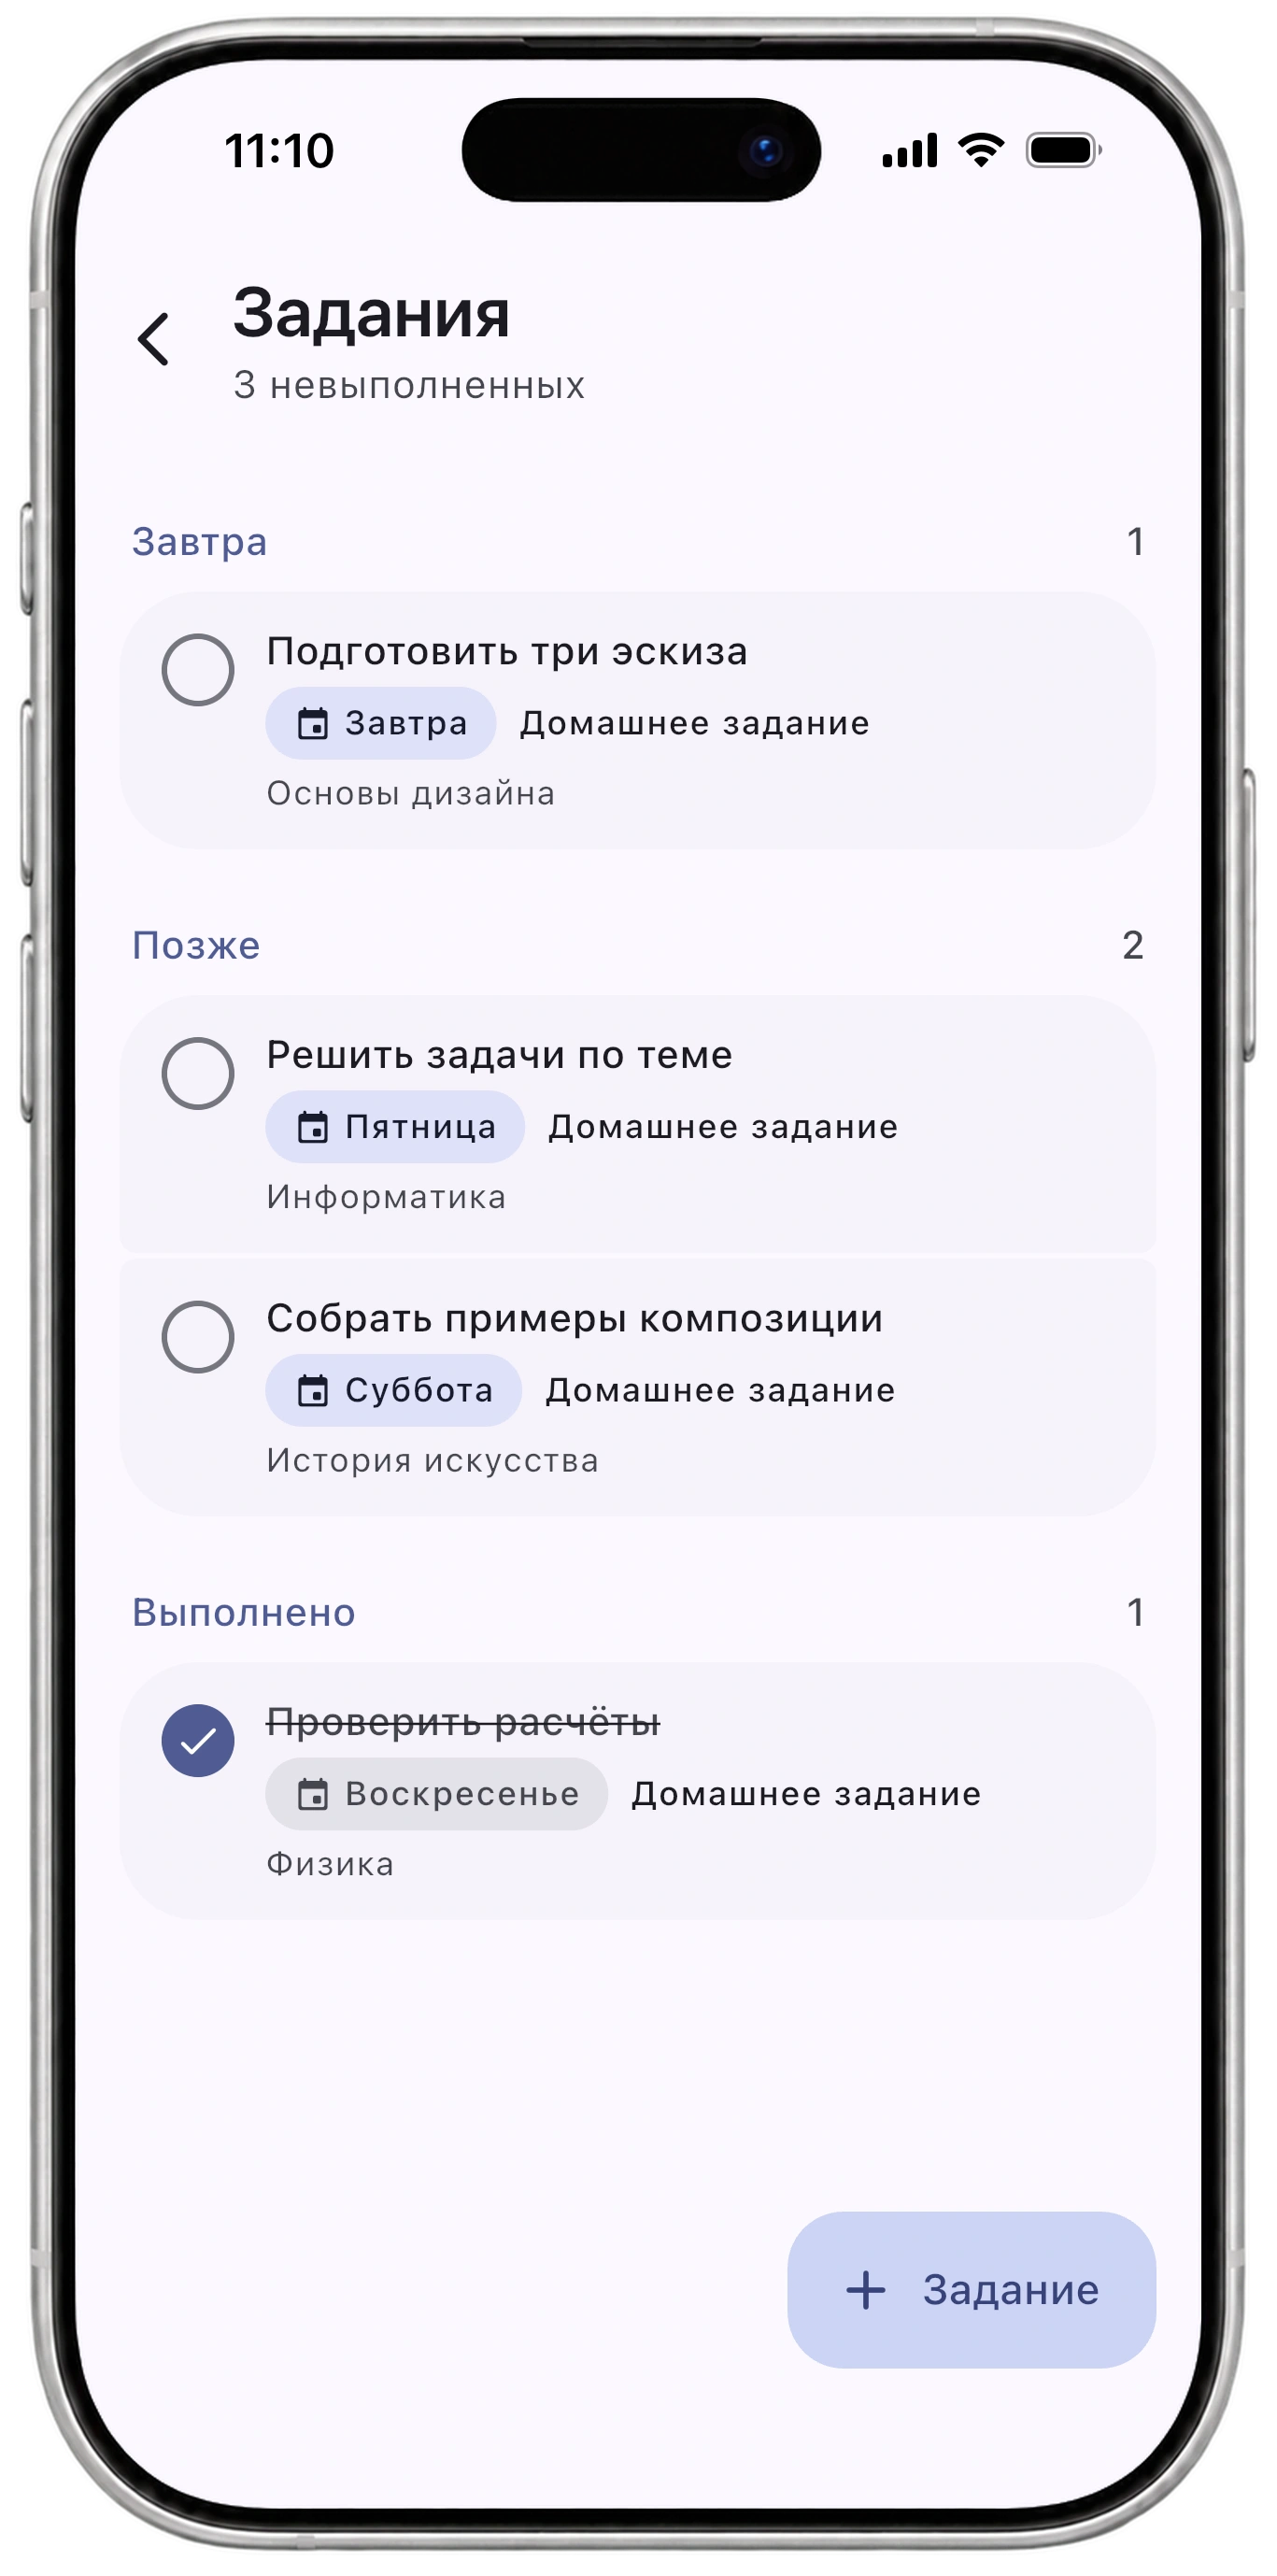 11:10
Задания
3 невыполненных
Завтра 1
Подготовить три эскиза
Завтра Домашнее задание
Основы дизайна
Позже 2
Решить задачи по теме
Пятница Домашнее задание
Информатика
Собрать примеры композиции
Суббота Домашнее задание
История искусства
Выполнено 1
Проверить расчёты
Воскресенье Домашнее задание
Физика
+ Задание